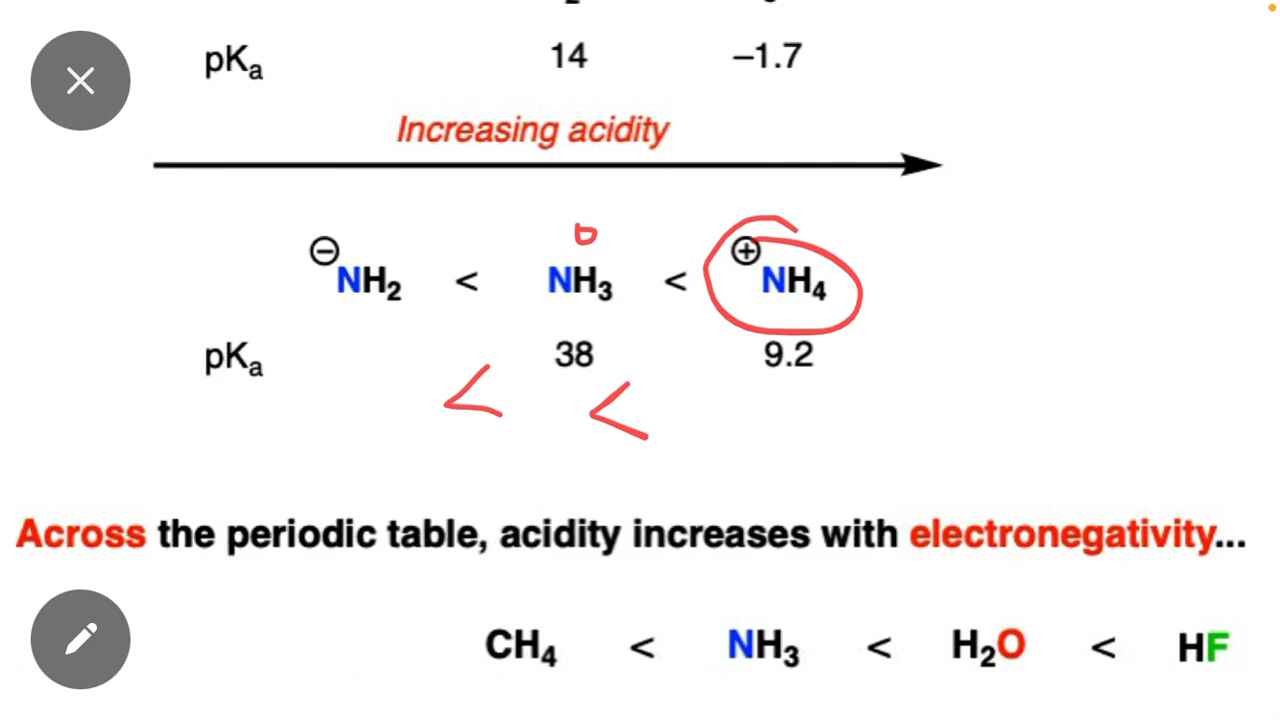 pKa 14 –1.7
Increasing acidity
⊖NH2 < NH3 < ⊕NH4
pKa 38 9.2
< <
Across the periodic table, acidity increases with electronegativity...
CH4 < NH3 < H2O < HF